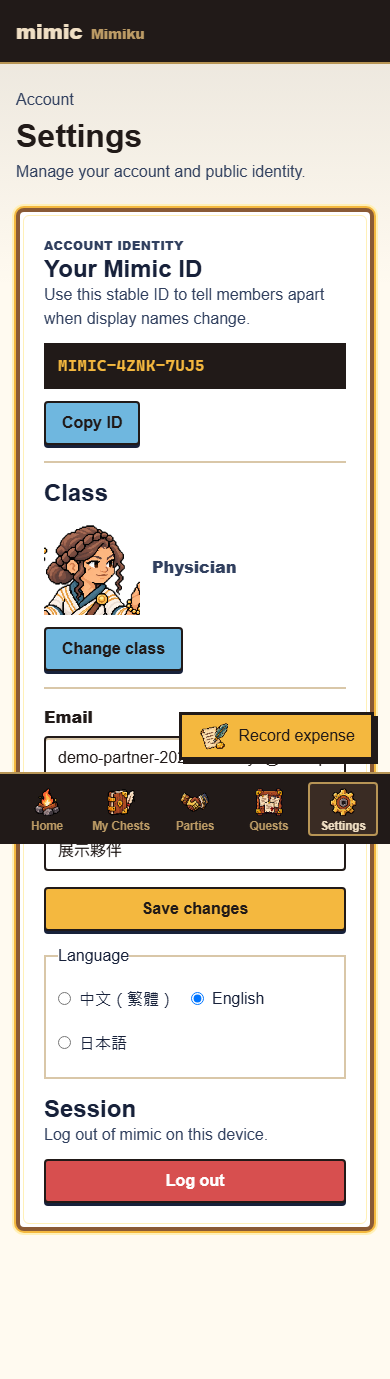 mimic Mimiku
Account
Settings
Manage your account and public identity.
ACCOUNT IDENTITY
Your Mimic ID
Use this stable ID to tell members apart
when display names change.
MIMIC-4ZNK-7UJ5
Copy ID
Class
Physician
Change class
Email
Record expense
Home
My Chests
Parties
Quests
Settings
展示夥伴
Save changes
Language
中文（繁體）
English
日本語
Session
Log out of mimic on this device.
Log out